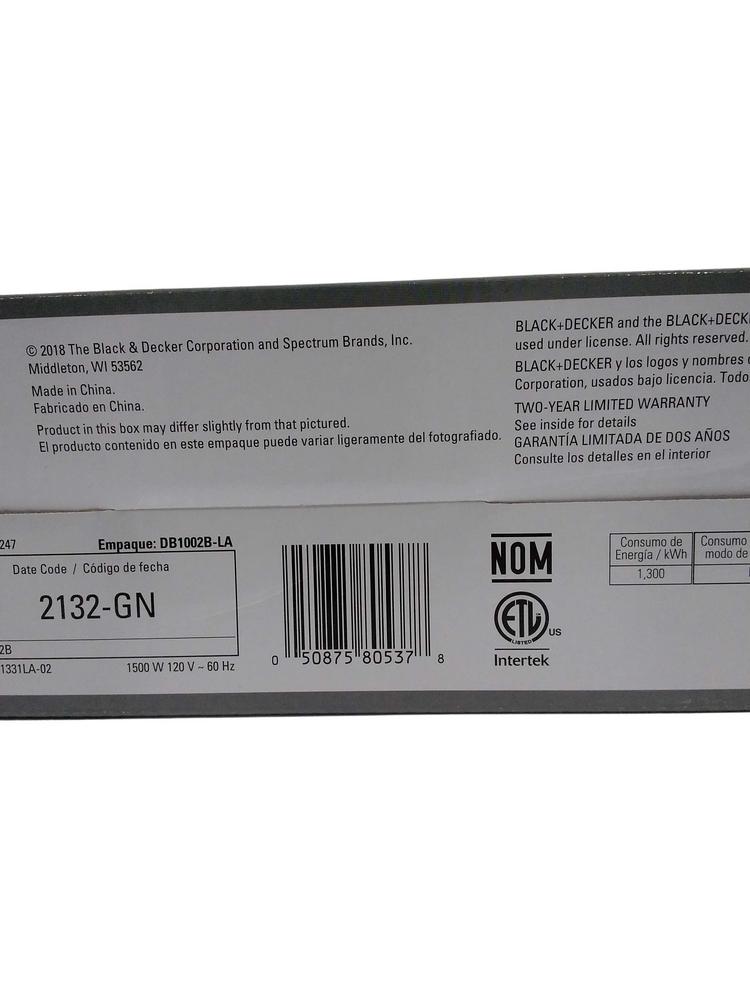 © 2018 The Black & Decker Corporation and Spectrum Brands, Inc.
Middleton, WI 53562
Made in China.
Fabricado en China.
Product in this box may differ slightly from that pictured.
El producto contenido en este empaque puede variar ligeramente del fotografiado.
BLACK+DECKER and the BLACK+DECK
used under license. All rights reserved.
BLACK+DECKER y los logos y nombres
Corporation, usados bajo licencia. Todo
TWO-YEAR LIMITED WARRANTY
See inside for details
GARANTÍA LIMITADA DE DOS AÑOS
Consulte los detalles en el interior
247
Empaque: DB1002B-LA
Date Code / Código de fecha
2132-GN
2B
1331LA-02
1500 W 120 V ~ 60 Hz
0 50875 80537 8
NOM
ETL
LISTED
US
Intertek
Consumo de
Energía / kWh
1,300
Consumo
modo de